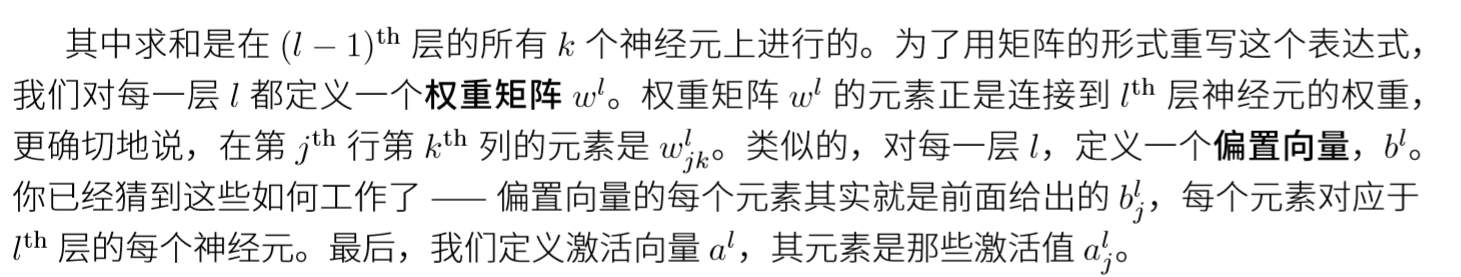 其中求和是在 $(l-1)^{\text{th}}$ 层的所有 $k$ 个神经元上进行的。为了用矩阵的形式重写这个表达式，
我们对每一层 $l$ 都定义一个权重矩阵 $w^l$。权重矩阵 $w^l$ 的元素正是连接到 $l^{\text{th}}$ 层神经元的权重，
更确切地说，在第 $j^{\text{th}}$ 行第 $k^{\text{th}}$ 列的元素是 $w^l_{jk}$。类似的，对每一层 $l$，定义一个偏置向量，$b^l$。
你已经猜到这些如何工作了 —— 偏置向量的每个元素其实就是前面给出的 $b^l_j$，每个元素对应于
$l^{\text{th}}$ 层的每个神经元。最后，我们定义激活向量 $a^l$，其元素是那些激活值 $a^l_j$。